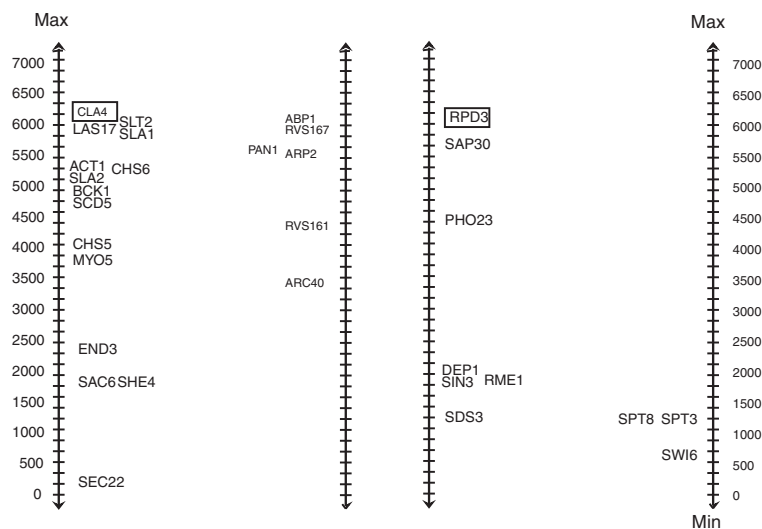 Max
7000
6500
6000
5500
5000
4500
4000
3500
3000
2500
2000
1500
1000
500
0
CLA4
SLT2
LAS17
SLA1
ACT1 CHS6
SLA2
BCK1
SCD5
CHS5
MYO5
END3
SAC6 SHE4
SEC22
ABP1
RVS167
PAN1 ARP2
RVS161
ARC40
RPD3
SAP30
PHO23
DEP1
SIN3 RME1
SDS3
Max
7000
6500
6000
5500
5000
4500
4000
3500
3000
2500
2000
1500
1000
500
0
SPT8 SPT3
SWI6
Min